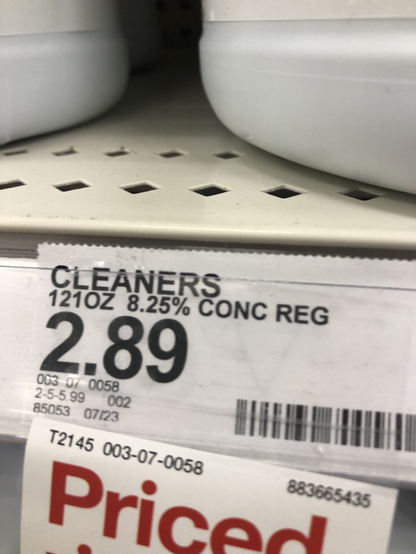 CLEANERS
121OZ 8.25% CONC REG
2.89
003 07 0058
2-5-5.99 002
85053 07/23
T2145 003-07-0058
883665435
Priced